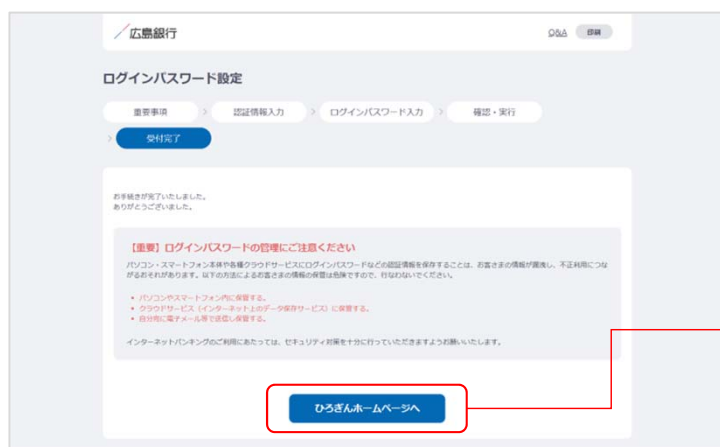 広島銀行
Q&A 印刷
ログインパスワード設定
重要事項 > 認証情報入力 > ログインパスワード入力 > 確認・実行
> 受付完了
お手続きが完了いたしました。
ありがとうございました。
【重要】ログインパスワードの管理にご注意ください
パソコン・スマートフォン本体や各種クラウドサービスにログインパスワードなどの認証情報を保存することは、お客さまの情報が漏洩し、不正利用につな
がるおそれがあります。以下の方法によるお客さまの情報の保管は危険ですので、行なわないでください。
• パソコンやスマートフォン内に保管する。
• クラウドサービス（インターネット上のデータ保存サービス）に保管する。
• 自分宛に電子メール等で送信し保管する。
インターネットバンキングのご利用にあたっては、セキュリティ対策を十分に行っていただきますようお願いいたします。
ひろぎんホームページへ